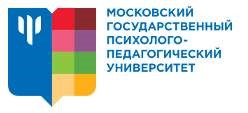 МОСКОВСКИЙ
ГОСУДАРСТВЕННЫЙ
ПСИХОЛОГО-
ПЕДАГОГИЧЕСКИЙ
УНИВЕРСИТЕТ